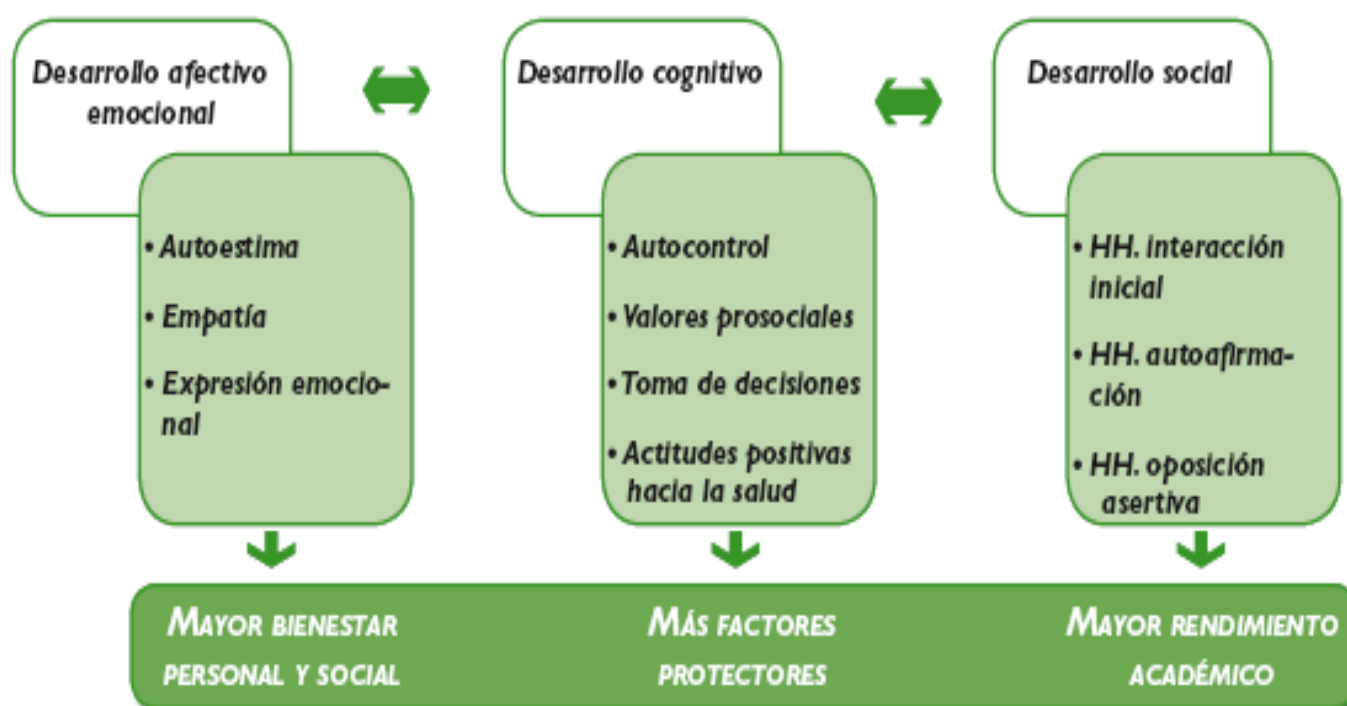 Desarrollo afectivo
emocional
Desarrollo cognitivo
Desarrollo social
• Autoestima
• Empatía
• Expresión emocio-
nal
• Autocontrol
• Valores prosociales
• Toma de decisiones
• Actitudes positivas
hacia la salud
• HH. interacción
inicial
• HH. autoafirma-
ción
• HH. oposición
asertiva
MAYOR BIENESTAR
PERSONAL Y SOCIAL
MÁS FACTORES
PROTECTORES
MAYOR RENDIMIENTO
ACADÉMICO